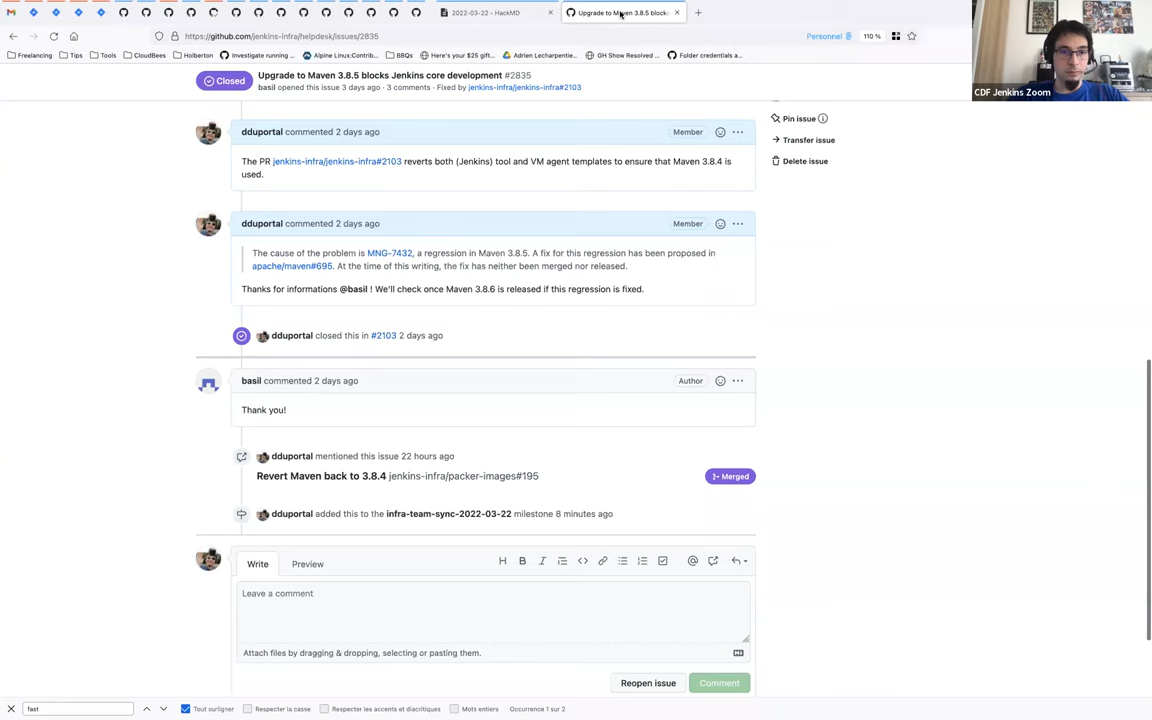 2022-03-22 - HackMD
Upgrade to Maven 3.8.5 blocks
https://github.com/jenkins-infra/helpdesk/issues/2835
Personnel
110 %
Freelancing
Tips
Tools
CloudBees
Holberton
Investigate running ...
Alpine Linux:Contrib...
BBQs
Here's your $25 gift...
Adrien Lecharpentie...
GH Show Resolved ...
Folder credentials a...
CDF Jenkins Zoom
Closed
Upgrade to Maven 3.8.5 blocks Jenkins core development #2835
basil opened this issue 3 days ago · 3 comments · Fixed by jenkins-infra/jenkins-infra#2103
Pin issue
Transfer issue
Delete issue
dduportal commented 2 days ago
Member
The PR jenkins-infra/jenkins-infra#2103 reverts both (Jenkins) tool and VM agent templates to ensure that Maven 3.8.4 is
used.
dduportal commented 2 days ago
Member
The cause of the problem is MNG-7432, a regression in Maven 3.8.5. A fix for this regression has been proposed in
apache/maven#695. At the time of this writing, the fix has neither been merged nor released.
Thanks for informations @basil ! We'll check once Maven 3.8.6 is released if this regression is fixed.
dduportal closed this in #2103 2 days ago
basil commented 2 days ago
Author
Thank you!
dduportal mentioned this issue 22 hours ago
Revert Maven back to 3.8.4 jenkins-infra/packer-images#195
Merged
dduportal added this to the infra-team-sync-2022-03-22 milestone 8 minutes ago
Write
Preview
Leave a comment
Attach files by dragging & dropping, selecting or pasting them.
Reopen issue
Comment
fast
Tout surligner
Respecter la casse
Respecter les accents et diacritiques
Mots entiers
Occurrence 1 sur 2